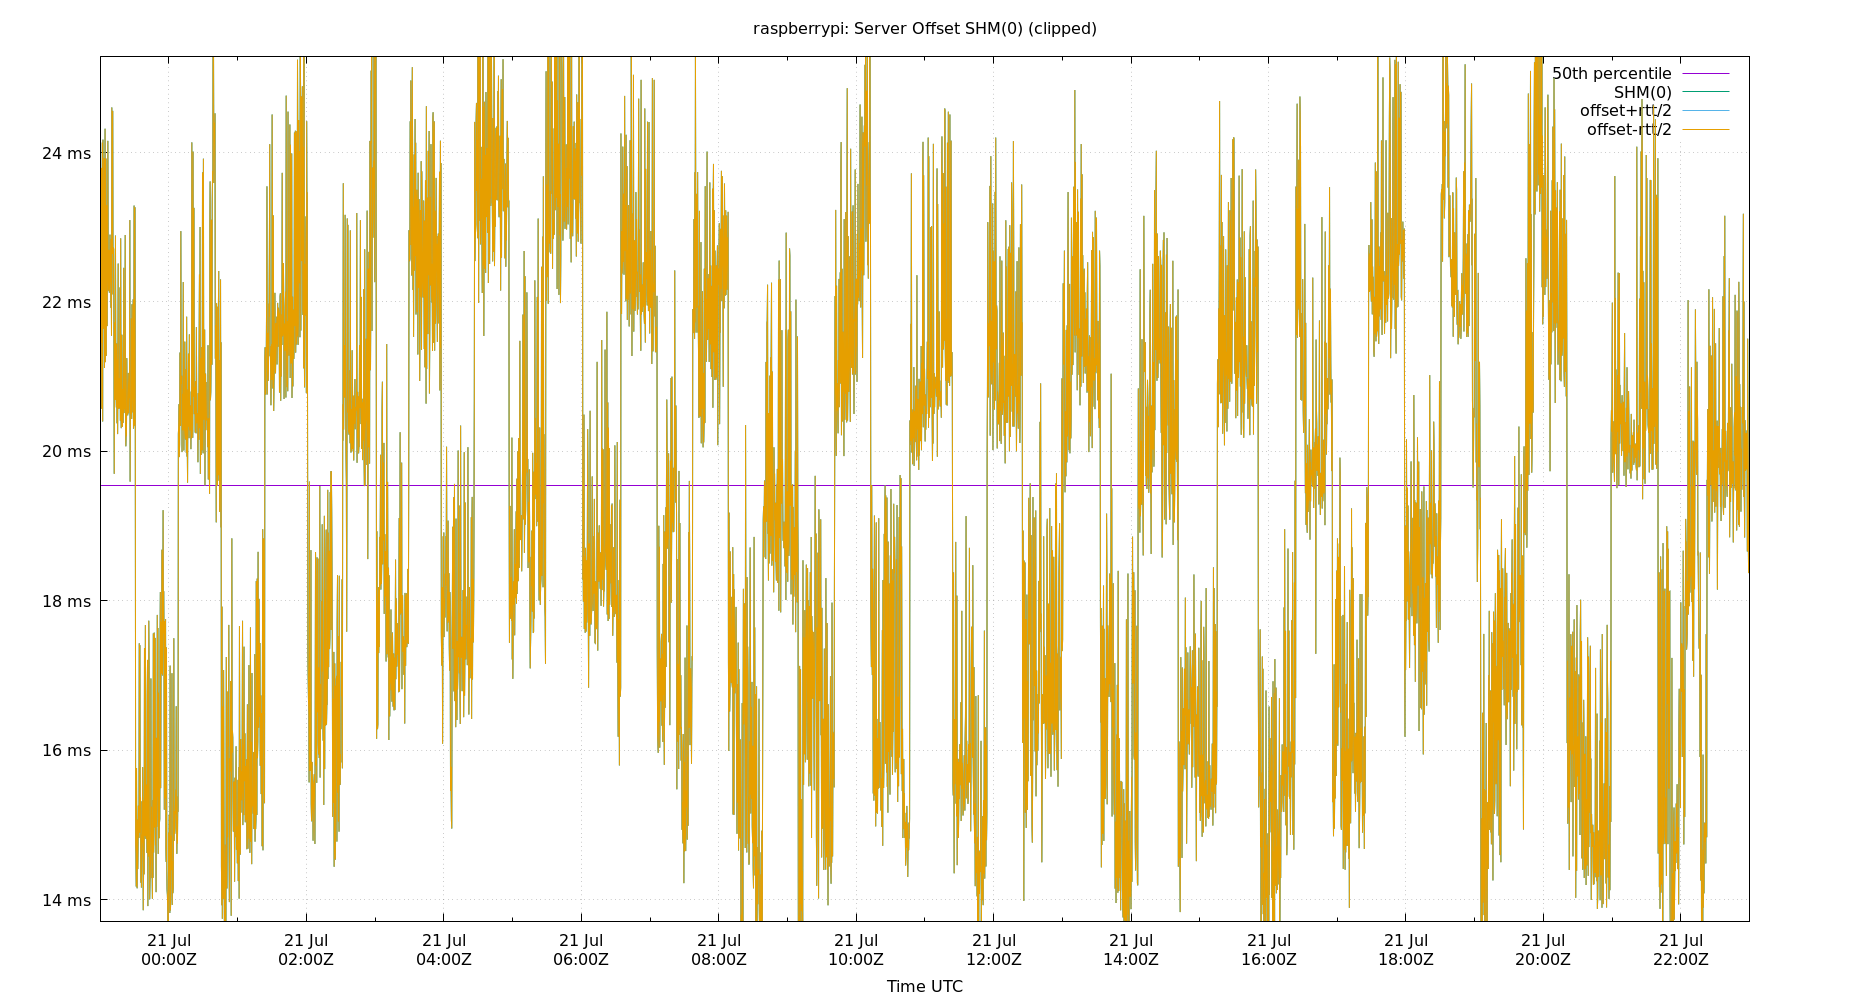 raspberrypi: Server Offset SHM(0) (clipped)
50th percentile
SHM(0)
offset+rtt/2
offset-rtt/2
24 ms
22 ms
20 ms
18 ms
16 ms
14 ms
21 Jul 21 Jul 21 Jul 21 Jul 21 Jul 21 Jul 21 Jul 21 Jul 21 Jul 21 Jul 21 Jul 21 Jul
00:00Z 02:00Z 04:00Z 06:00Z 08:00Z 10:00Z 12:00Z 14:00Z 16:00Z 18:00Z 20:00Z 22:00Z
Time UTC